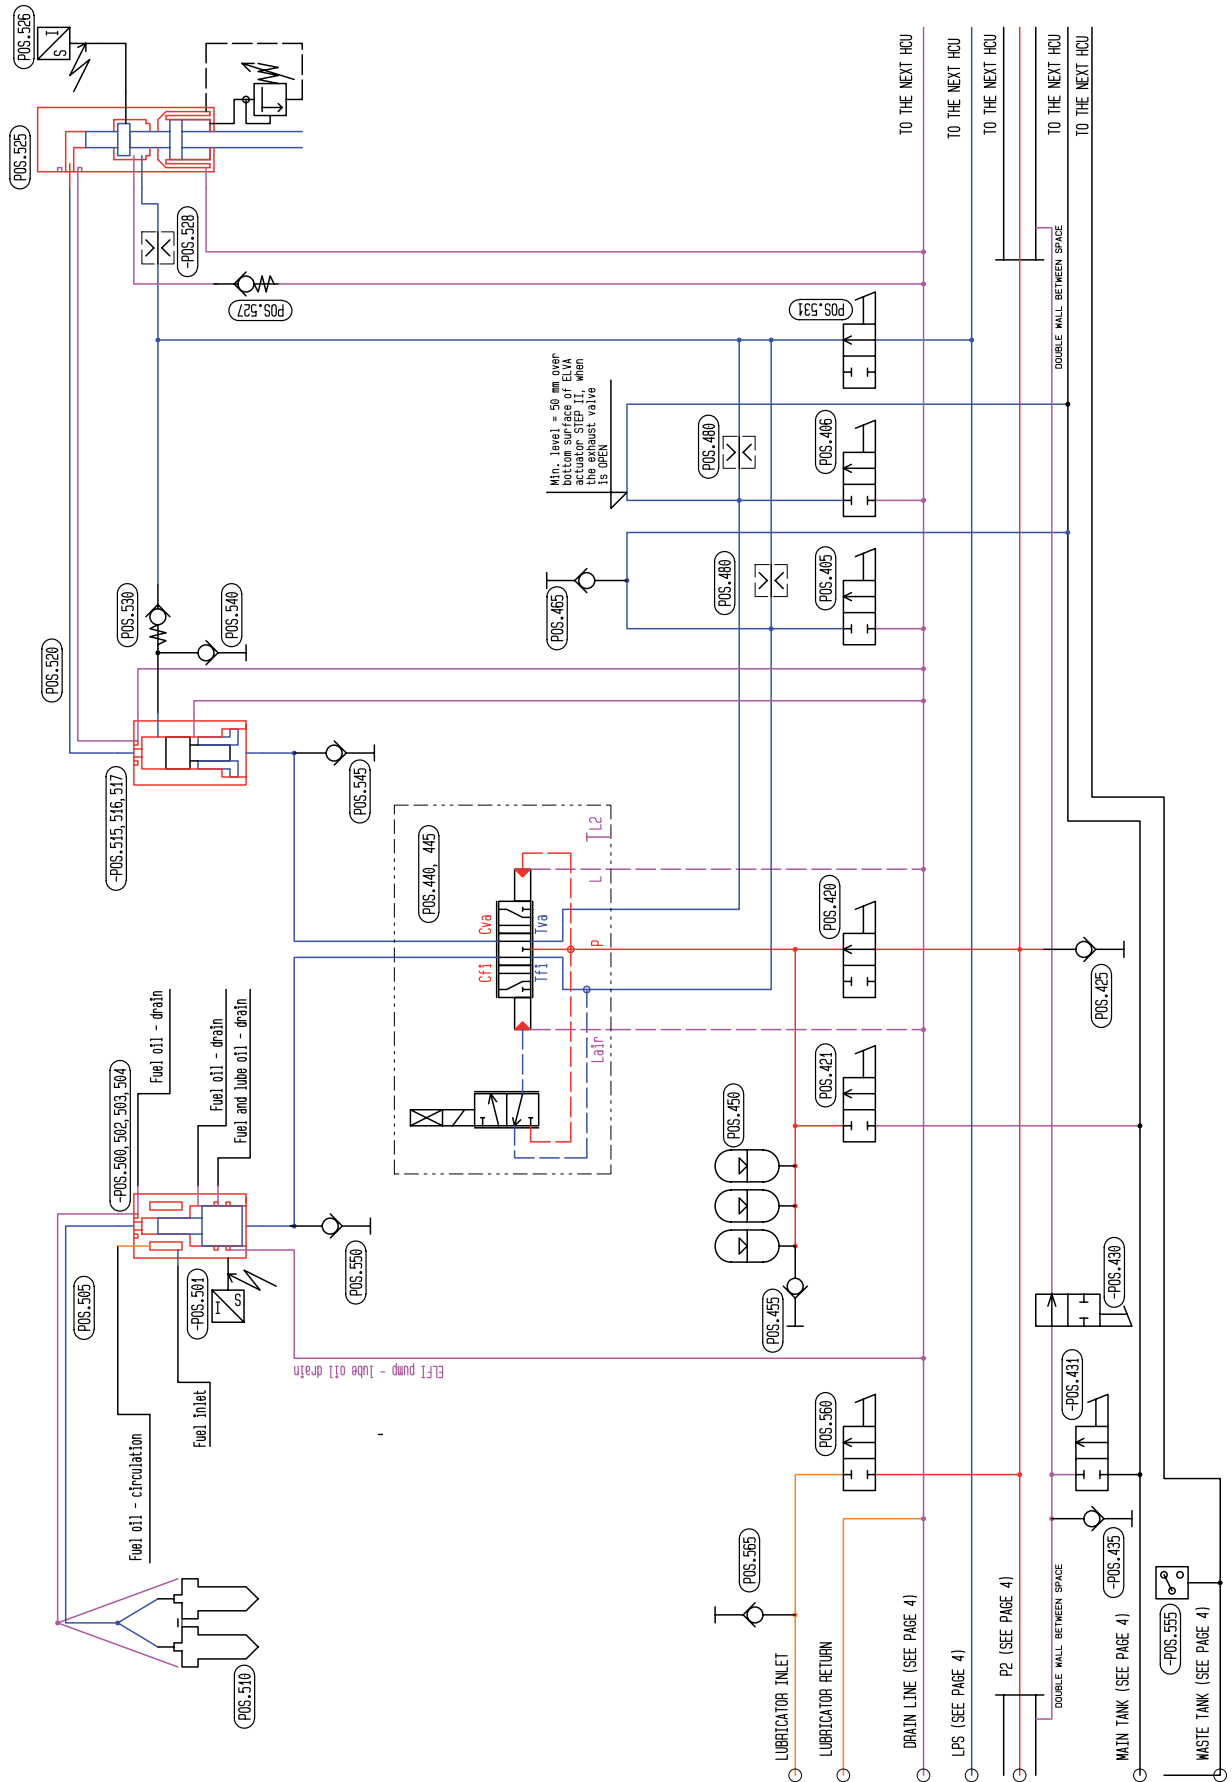 POS.526
I
S
POS.525
-POS.528
POS.527
TO THE NEXT HCU
TO THE NEXT HCU
TO THE NEXT HCU
TO THE NEXT HCU
TO THE NEXT HCU
DOUBLE WALL BETWEEN SPACE
POS.531
Min. level = 50 mm over
bottom surface of ELVA
actuator STEP II, when
the exhaust valve
is OPEN
POS.480
POS.406
POS.530
POS.540
POS.465
POS.480
POS.405
POS.520
-POS.515,516,517
POS.545
POS.440, 445
Cva
Tva
Cfi
Tfi
P
L
TL2
Lair
POS.420
POS.425
POS.421
POS.450
POS.455
Fuel oil - drain
Fuel oil - drain
Fuel and lube oil - drain
-POS.500,502,503,504
POS.505
-POS.501
I
S
POS.550
ELFI pump - lube oil drain
Fuel inlet
Fuel oil - circulation
-
POS.510
POS.560
POS.565
-POS.430
-POS.431
-POS.435
-POS.555
LUBRICATOR INLET
LUBRICATOR RETURN
DRAIN LINE (SEE PAGE 4)
LPS (SEE PAGE 4)
P2 (SEE PAGE 4)
DOUBLE WALL BETWEEN SPACE
MAIN TANK (SEE PAGE 4)
WASTE TANK (SEE PAGE 4)